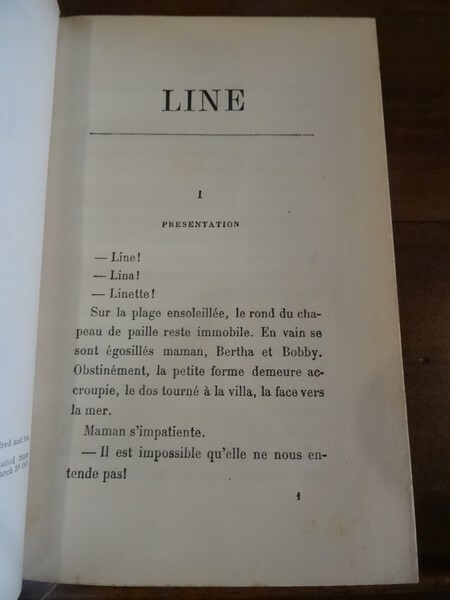 LINE
I
PRESENTATION
— Line!
— Lina!
— Linette!
Sur la plage ensoleillée, le rond du cha-
peau de paille reste immobile. En vain se
sont égosillés maman, Bertha et Bobby.
Obstinément, la petite forme demeure ac-
croupie, le dos tourné à la villa, la face vers
la mer.
Maman s'impatiente.
— Il est impossible qu'elle ne nous en-
tende pas!
1